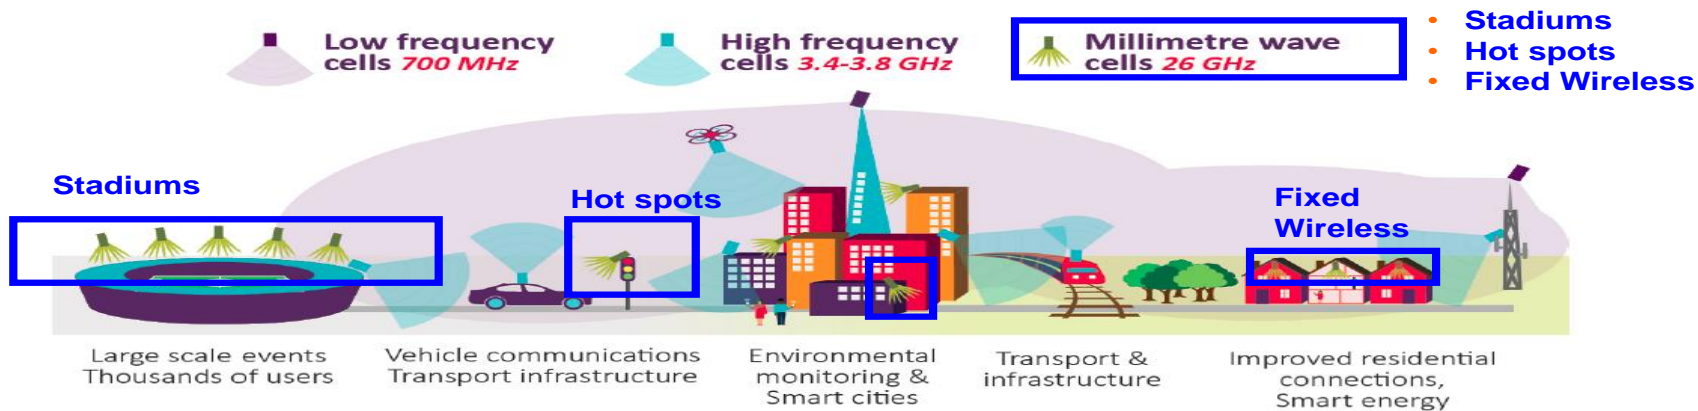 Low frequency
cells 700 MHz
High frequency
cells 3.4-3.8 GHz
Millimetre wave
cells 26 GHz
• Stadiums
• Hot spots
• Fixed Wireless
Stadiums
Hot spots
Fixed
Wireless
Large scale events
Thousands of users
Vehicle communications
Transport infrastructure
Environmental
monitoring &
Smart cities
Transport &
infrastructure
Improved residential
connections,
Smart energy